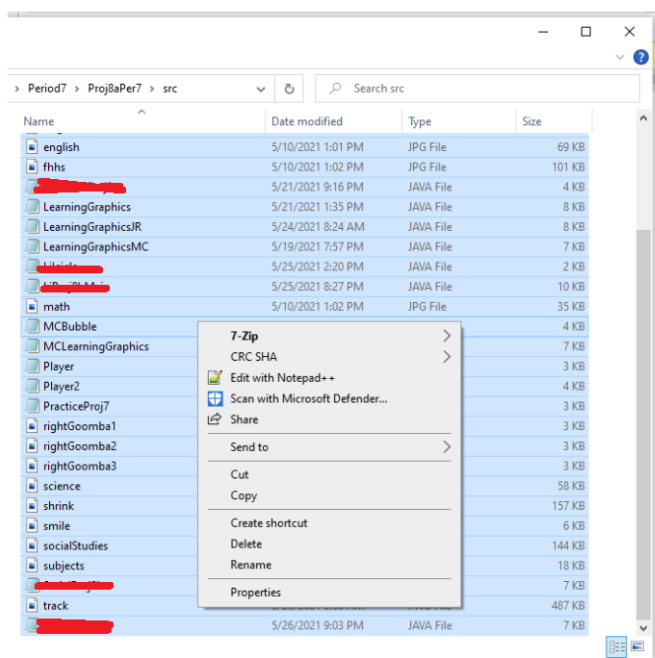 Period7 > Proj8aPer7 > src
Search src
Name Date modified Type Size
english 5/10/2021 1:01 PM JPG File 69 KB
fhhs 5/10/2021 1:02 PM JPG File 101 KB
5/21/2021 9:16 PM JAVA File 4 KB
LearningGraphics 5/21/2021 1:35 PM JAVA File 8 KB
LearningGraphicsJR 5/24/2021 8:24 AM JAVA File 8 KB
LearningGraphicsMC 5/19/2021 7:57 PM JAVA File 7 KB
5/25/2021 2:20 PM JAVA File 2 KB
5/25/2021 8:27 PM JAVA File 10 KB
math 5/10/2021 1:02 PM JPG File 35 KB
MCBubble 4 KB
MCLearningGraphics 7 KB
Player 3 KB
Player2 4 KB
PracticeProj7 3 KB
rightGoomba1 3 KB
rightGoomba2 3 KB
rightGoomba3 3 KB
science 58 KB
shrink 157 KB
smile 6 KB
socialStudies 144 KB
subjects 18 KB
7 KB
track 487 KB
5/26/2021 9:03 PM JAVA File 7 KB
7-Zip
CRC SHA
Edit with Notepad++
Scan with Microsoft Defender...
Share
Send to
Cut
Copy
Create shortcut
Delete
Rename
Properties